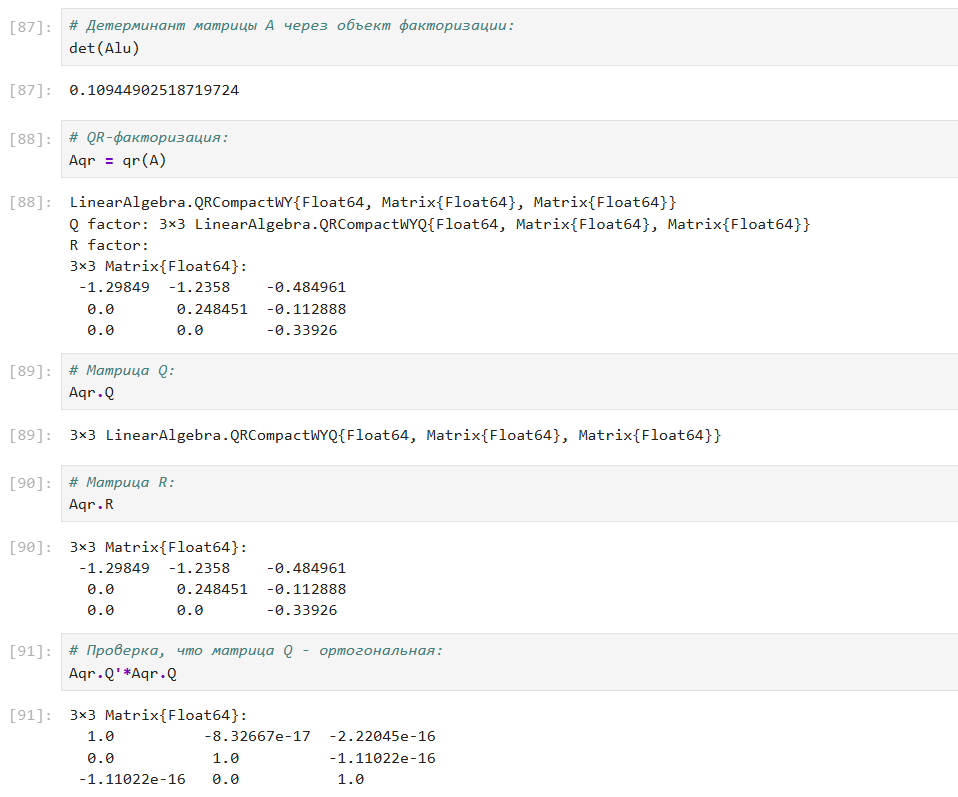 [87]: # Детерминант матрицы A через объект факторизации:
det(Alu)
[87]: 0.10944902518719724
[88]: # QR-факторизация:
Aqr = qr(A)
[88]: LinearAlgebra.QRCompactWY{Float64, Matrix{Float64}, Matrix{Float64}}
Q factor: 3×3 LinearAlgebra.QRCompactWYQ{Float64, Matrix{Float64}, Matrix{Float64}}
R factor:
3×3 Matrix{Float64}:
-1.29849 -1.2358 -0.484961
0.0 0.248451 -0.112888
0.0 0.0 -0.33926
[89]: # Матрица Q:
Aqr.Q
[89]: 3×3 LinearAlgebra.QRCompactWYQ{Float64, Matrix{Float64}, Matrix{Float64}}
[90]: # Матрица R:
Aqr.R
[90]: 3×3 Matrix{Float64}:
-1.29849 -1.2358 -0.484961
0.0 0.248451 -0.112888
0.0 0.0 -0.33926
[91]: # Проверка, что матрица Q - ортогональная:
Aqr.Q'*Aqr.Q
[91]: 3×3 Matrix{Float64}:
1.0 -8.32667e-17 -2.22045e-16
0.0 1.0 -1.11022e-16
-1.11022e-16 0.0 1.0